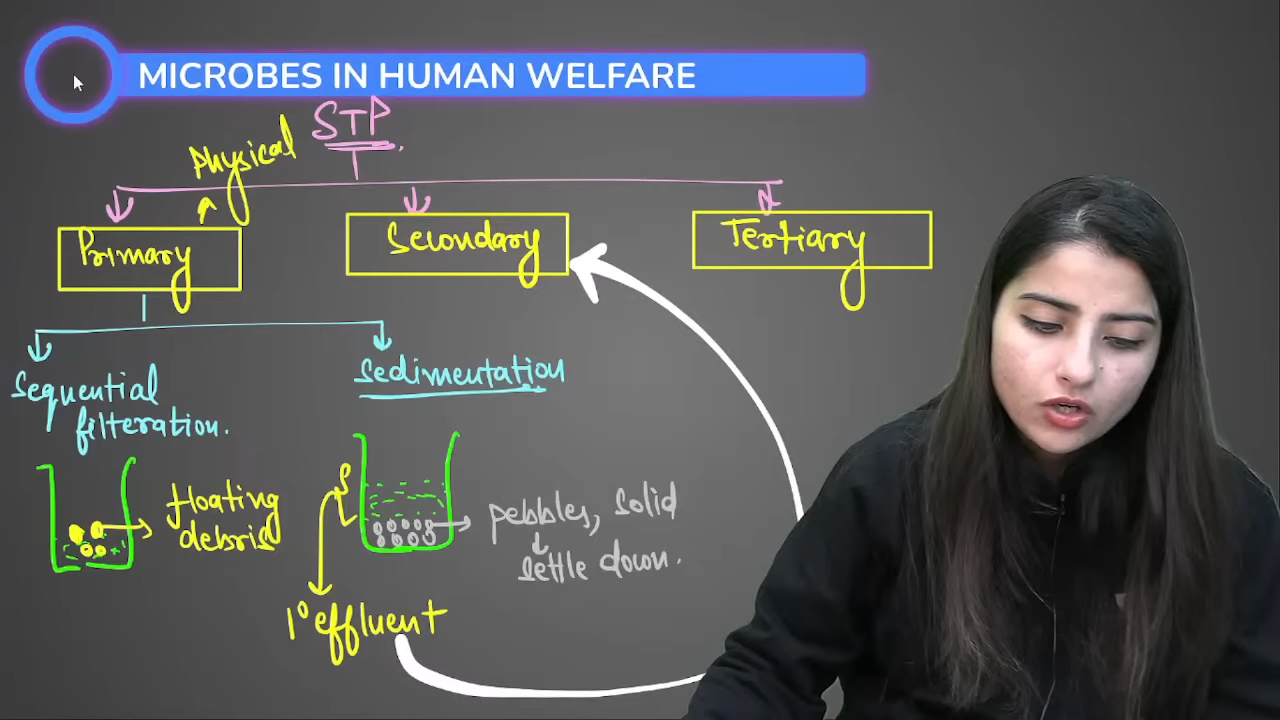 MICROBES IN HUMAN WELFARE
STP
Physical
Primary
Secondary
Tertiary
Sequential
filteration.
Sedimentation
floating
debris
pebbles, solid
settle down.
1° effluent